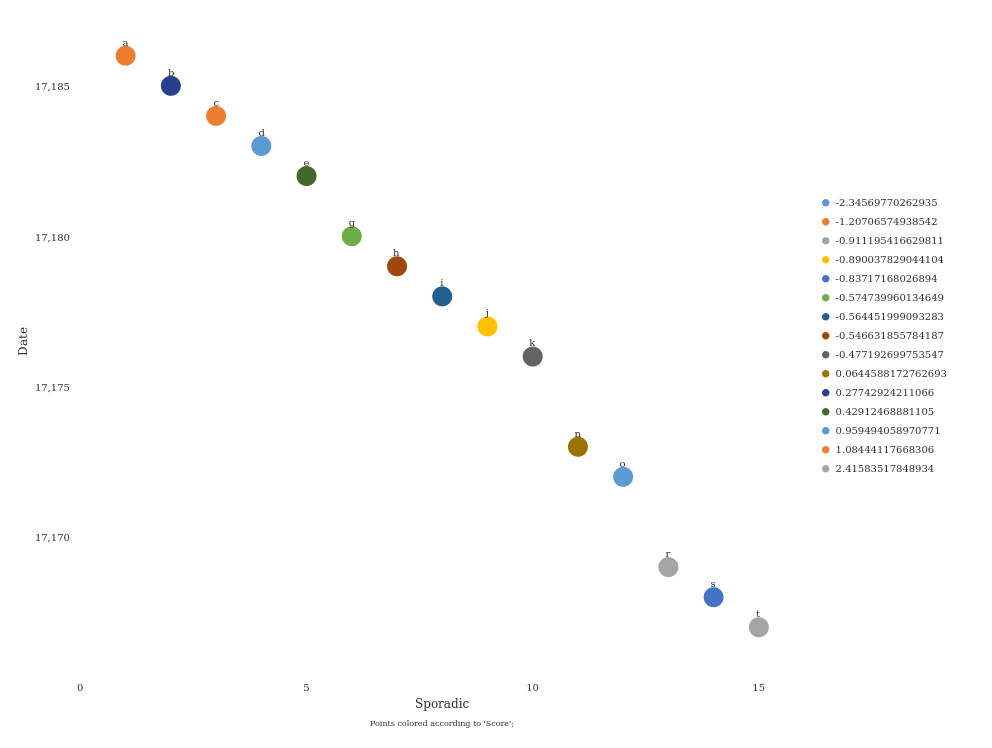 a
b
c
d
e
g
h
i
j
k
n
o
r
s
t
17,185
17,180
17,175
17,170
Date
0 5 10 15
Sporadic
Points colored according to 'Score';
-2.34569770262935
-1.20706574938542
-0.911195416629811
-0.890037829044104
-0.83717168026894
-0.574739960134649
-0.564451999093283
-0.546631855784187
-0.477192699753547
0.0644588172762693
0.27742924211066
0.42912468881105
0.959494058970771
1.08444117668306
2.41583517848934